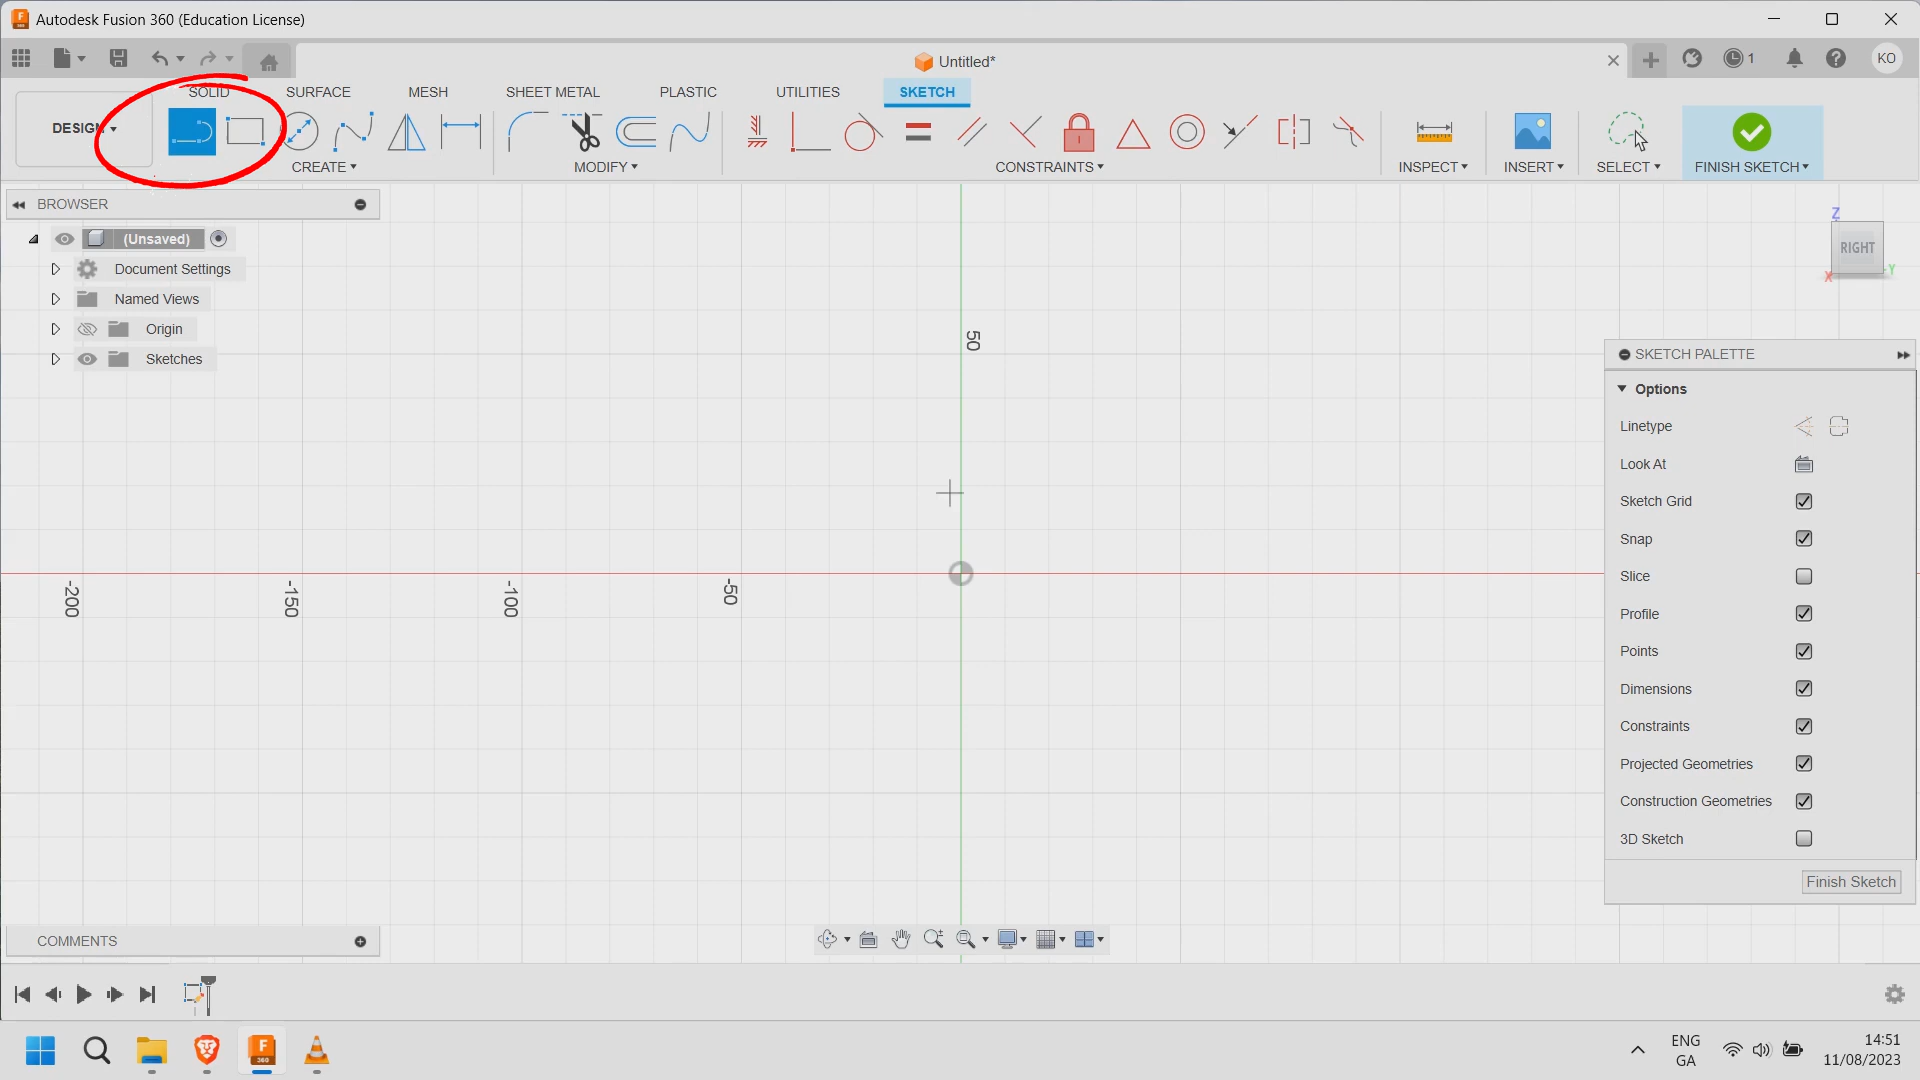 Autodesk Fusion 360 (Education License)
Untitled*
1
KO
SOLID
SURFACE
MESH
SHEET METAL
PLASTIC
UTILITIES
SKETCH
DESIGN
CREATE
MODIFY
CONSTRAINTS
INSPECT
INSERT
SELECT
FINISH SKETCH
BROWSER
(Unsaved)
Document Settings
Named Views
Origin
Sketches
Z
RIGHT
X
Y
50
-200
-150
-100
-50
SKETCH PALETTE
Options
Linetype
Look At
Sketch Grid
Snap
Slice
Profile
Points
Dimensions
Constraints
Projected Geometries
Construction Geometries
3D Sketch
Finish Sketch
COMMENTS
F
360
ENG
GA
14:51
11/08/2023